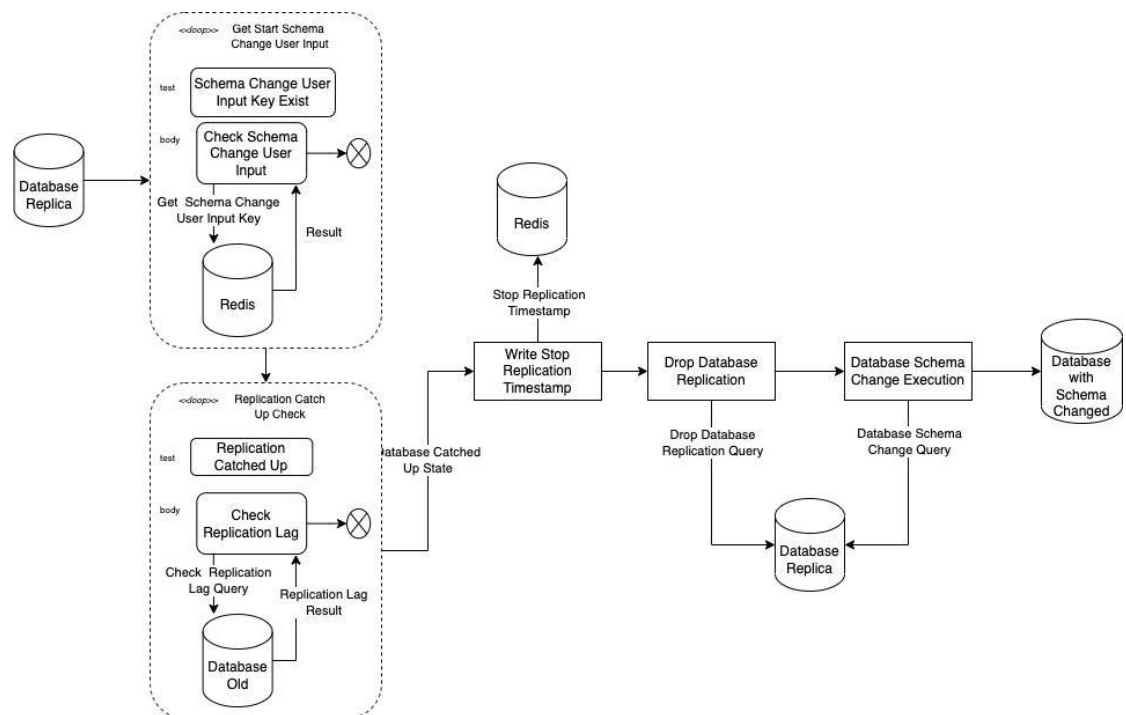 <<loop>> Get Start Schema
Change User Input
test
Schema Change User
Input Key Exist
body
Check Schema
Change User
Input
Get Schema Change
User Input Key
Result
Redis
Database
Replica
<<loop>> Replication Catch
Up Check
test
Replication
Catched Up
body
Check
Replication Lag
Check Replication
Lag Query
Replication Lag
Result
Database
Old
Database Catched
Up State
Redis
Stop Replication
Timestamp
Write Stop
Replication
Timestamp
Drop Database
Replication
Database Schema
Change Execution
Database
with
Schema
Changed
Drop Database
Replication Query
Database Schema
Change Query
Database
Replica